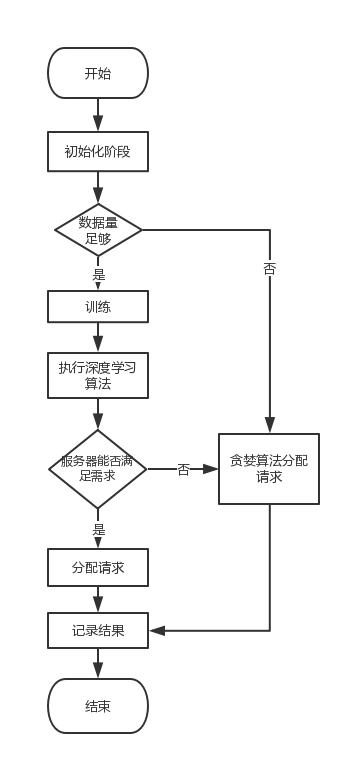 开始
初始化阶段
数据量
足够
否
是
训练
执行深度学习
算法
服务器能否满
足需求
否
贪婪算法分配
请求
是
分配请求
记录结果
结束